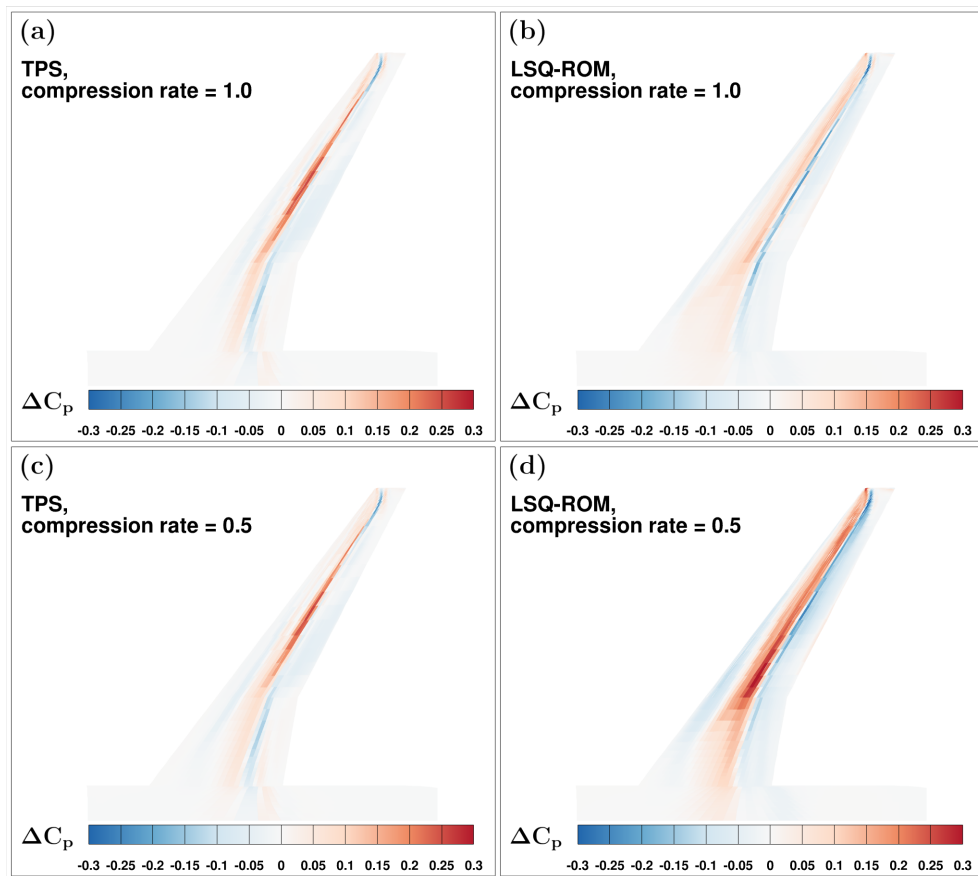 (a)
TPS,
compression rate = 1.0
ΔCp
-0.3 -0.25 -0.2 -0.15 -0.1 -0.05 0 0.05 0.1 0.15 0.2 0.25 0.3
(b)
LSQ-ROM,
compression rate = 1.0
ΔCp
-0.3 -0.25 -0.2 -0.15 -0.1 -0.05 0 0.05 0.1 0.15 0.2 0.25 0.3
(c)
TPS,
compression rate = 0.5
ΔCp
-0.3 -0.25 -0.2 -0.15 -0.1 -0.05 0 0.05 0.1 0.15 0.2 0.25 0.3
(d)
LSQ-ROM,
compression rate = 0.5
ΔCp
-0.3 -0.25 -0.2 -0.15 -0.1 -0.05 0 0.05 0.1 0.15 0.2 0.25 0.3